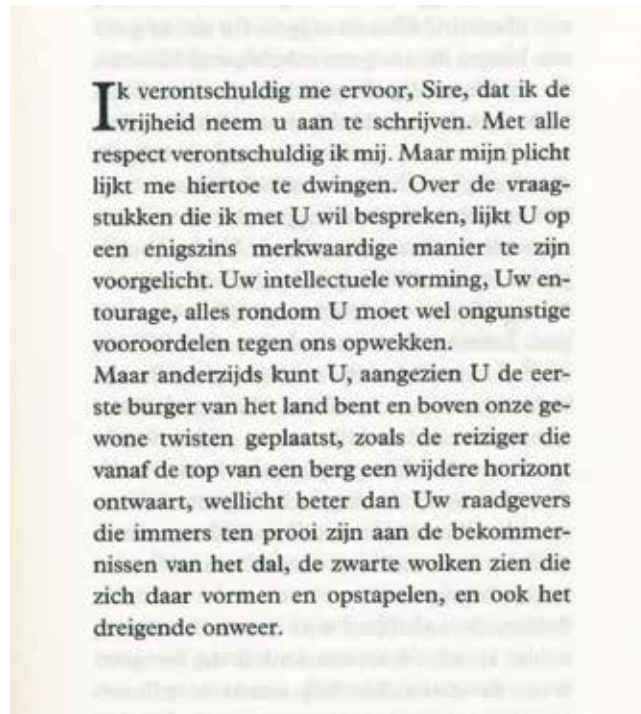 Ik verontschuldig me ervoor, Sire, dat ik de
vrijheid neem u aan te schrijven. Met alle
respect verontschuldig ik mij. Maar mijn plicht
lijkt me hiertoe te dwingen. Over de vraag-
stukken die ik met U wil bespreken, lijkt U op
een enigszins merkwaardige manier te zijn
voorgelicht. Uw intellectuele vorming, Uw en-
tourage, alles rondom U moet wel ongunstige
vooroordelen tegen ons opwekken.
Maar anderzijds kunt U, aangezien U de eer-
ste burger van het land bent en boven onze ge-
wone twisten geplaatst, zoals de reiziger die
vanaf de top van een berg een wijdere horizont
ontwaart, wellicht beter dan Uw raadgevers
die immers ten prooi zijn aan de bekommer-
nissen van het dal, de zwarte wolken zien die
zich daar vormen en opstapelen, en ook het
dreigende onweer.